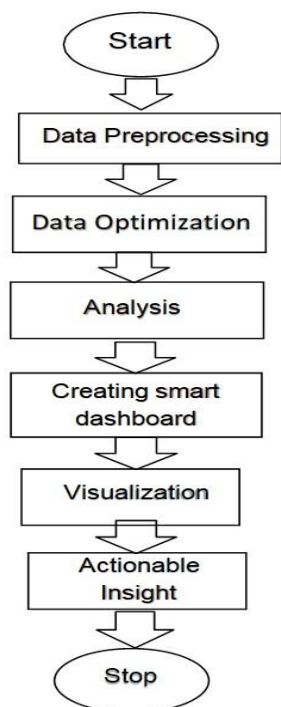 Start
Data Preprocessing
Data Optimization
Analysis
Creating smart
dashboard
Visualization
Actionable
Insight
Stop